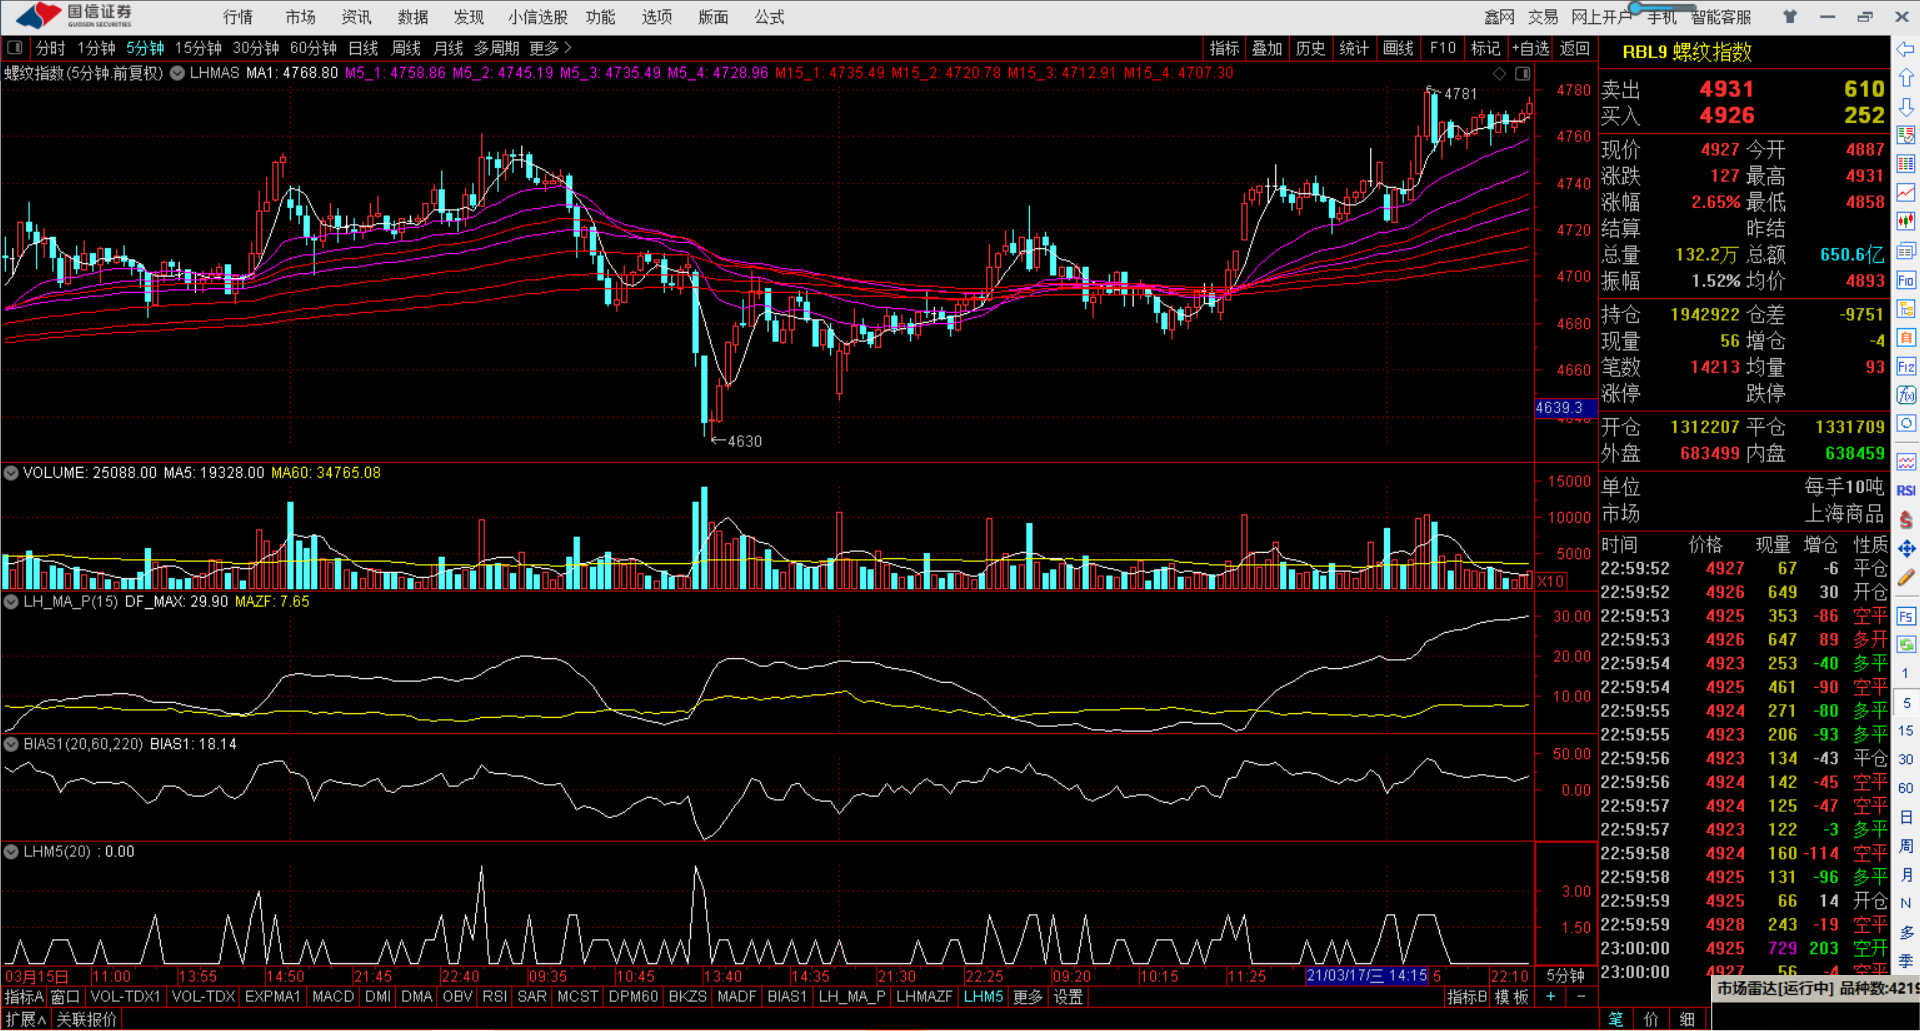 国信证券 行情 市场 资讯 数据 发现 小信选股 功能 选项 版面 公式 鑫网 交易 网上开户 手机 智能客服
GUOSEN SECURITIES
分时 1分钟 5分钟 15分钟 30分钟 60分钟 日线 周线 月线 多周期 更多 > 指标 叠加 历史 统计 画线 F10 标记 +自选 返回
RBL9 螺纹指数
螺纹指数(5分钟.前复权) LHMAS MA1: 4768.80 M5_1: 4758.86 M5_2: 4745.19 M5_3: 4735.49 M5_4: 4728.96 M15_1: 4735.49 M15_2: 4720.78 M15_3: 4712.91 M15_4: 4707.30
4781
4630
4780
4760
4740
4720
4700
4680
4660
4639.3
VOLUME: 25088.00 MA5: 19328.00 MA60: 34765.08
15000
10000
5000
X10
LH_MA_P(15) DF_MAX: 29.90 MAZF: 7.65
30.00
20.00
10.00
BIAS1(20,60,220) BIAS1: 18.14
50.00
0.00
LHM5(20) : 0.00
3.00
1.50
03月15日 11:00 13:55 14:50 21:45 22:40 09:35 10:45 13:40 14:35 21:30 22:25 09:20 10:15 11:25 21/03/17/三 14:15 5 22:10 5分钟
指标A 窗口 VOL-TDX1 VOL-TDX EXPMA1 MACD DMI DMA OBV RSI SAR MCST DPM60 BKZS MADF BIAS1 LH_MA_P LHMAZF LHM5 更多 设置 指标B 模板 + −
扩展∧ 关联报价
卖出 4931 610
买入 4926 252
现价 4927 今开 4887
涨跌 127 最高 4931
涨幅 2.65% 最低 4858
结算 昨结
总量 132.2万 总额 650.6亿
振幅 1.52% 均价 4893
持仓 1942922 仓差 -9751
现量 56 增仓 -4
笔数 14213 均量 93
涨停 跌停
开仓 1312207 平仓 1331709
外盘 683499 内盘 638459
单位 每手10吨
市场 上海商品
时间 价格 现量 增仓 性质
22:59:52 4927 67 -6 平仓
22:59:52 4926 649 30 开仓
22:59:53 4925 353 -86 空平
22:59:53 4926 647 89 多开
22:59:54 4923 253 -40 多平
22:59:54 4925 461 -90 空平
22:59:55 4924 271 -80 多平
22:59:55 4923 206 -93 多平
22:59:56 4923 134 -43 平仓
22:59:56 4924 142 -45 空平
22:59:57 4924 125 -47 空平
22:59:57 4923 122 -3 多平
22:59:58 4924 160 -114 空平
22:59:58 4925 131 -96 多平
22:59:59 4925 66 14 开仓
22:59:59 4928 243 -19 空平
23:00:00 4925 729 203 空开
23:00:00 4927 56 -4 空平
市场雷达[运行中] 品种数:4219
笔 价 细
F10
自
F12
f(x)
RSI
S
F5
1
5
15
30
60
日
周
月
N
多
季